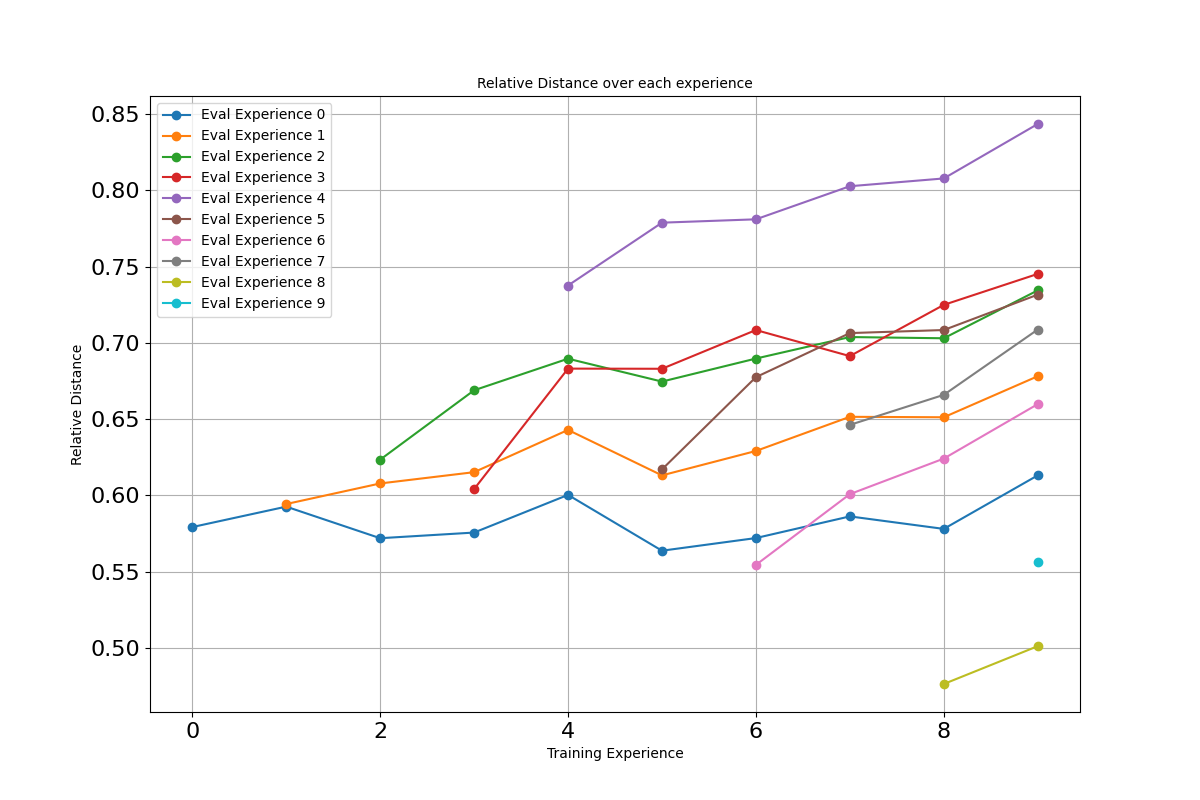 Relative Distance over each experience
0.85
0.80
0.75
0.70
0.65
0.60
0.55
0.50
Relative Distance
Eval Experience 0
Eval Experience 1
Eval Experience 2
Eval Experience 3
Eval Experience 4
Eval Experience 5
Eval Experience 6
Eval Experience 7
Eval Experience 8
Eval Experience 9
0 2 4 6 8
Training Experience